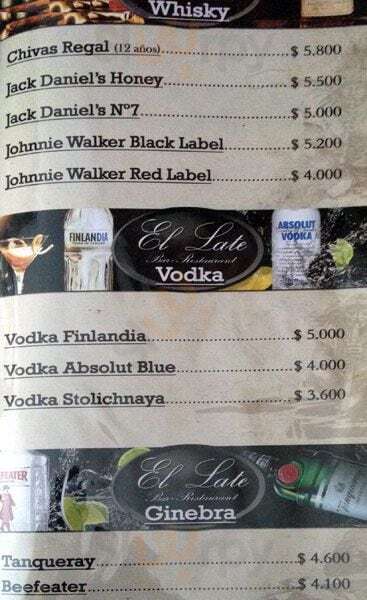 Whisky
Chivas Regal (12 años) $ 5.800
Jack Daniel's Honey $ 5.500
Jack Daniel's Nº7 $ 5.000
Johnnie Walker Black Label $ 5.200
Johnnie Walker Red Label $ 4.000
FINLANDIA
El Late
Bar-Restaurant
Vodka
ABSOLUT
VODKA
Vodka Finlandia $ 5.000
Vodka Absolut Blue $ 4.000
Vodka Stolichnaya $ 3.600
El Late
Bar-Restaurant
Ginebra
Tanqueray $ 4.600
Beefeater $ 4.100